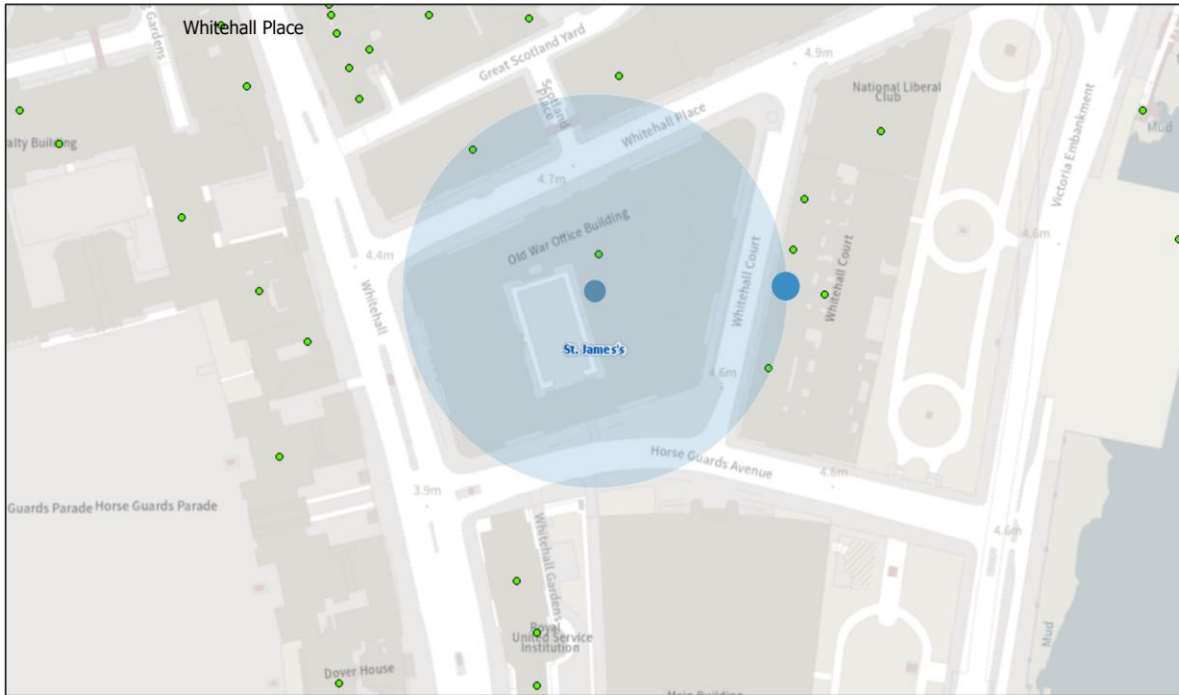 Whitehall Place
Gardens
Great Scotland Yard
Scotland
Place
4.9m
Whitehall Place
National Liberal
Club
Victoria Embankment
Mud
alty Building
4.7m
Old War Office Building
4.4m
Whitehall
Whitehall Court
Whitehall Court
4.6m
St. James's
4.6m
Horse Guards Avenue
4.6m
3.9m
Guards Parade Horse Guards Parade
4.6m
Whitehall Gardens
Royal
United Service
Institution
Mud
Dover House
Main Building